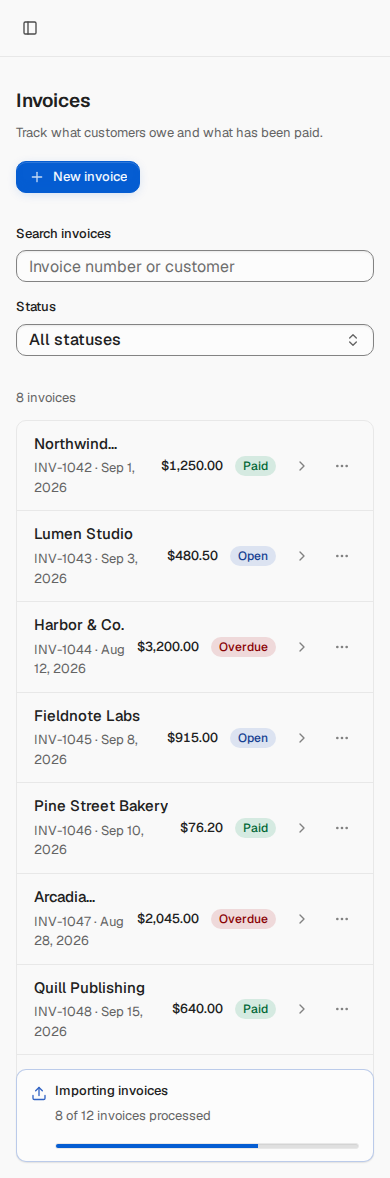 Invoices
Track what customers owe and what has been paid.
New invoice
Search invoices
Invoice number or customer
Status
All statuses
8 invoices
Northwind...
INV-1042 · Sep 1,
2026
$1,250.00
Paid
Lumen Studio
INV-1043 · Sep 3,
2026
$480.50
Open
Harbor & Co.
INV-1044 · Aug
12, 2026
$3,200.00
Overdue
Fieldnote Labs
INV-1045 · Sep 8,
2026
$915.00
Open
Pine Street Bakery
INV-1046 · Sep 10,
2026
$76.20
Paid
Arcadia...
INV-1047 · Aug
28, 2026
$2,045.00
Overdue
Quill Publishing
INV-1048 · Sep 15,
2026
$640.00
Paid
Importing invoices
8 of 12 invoices processed